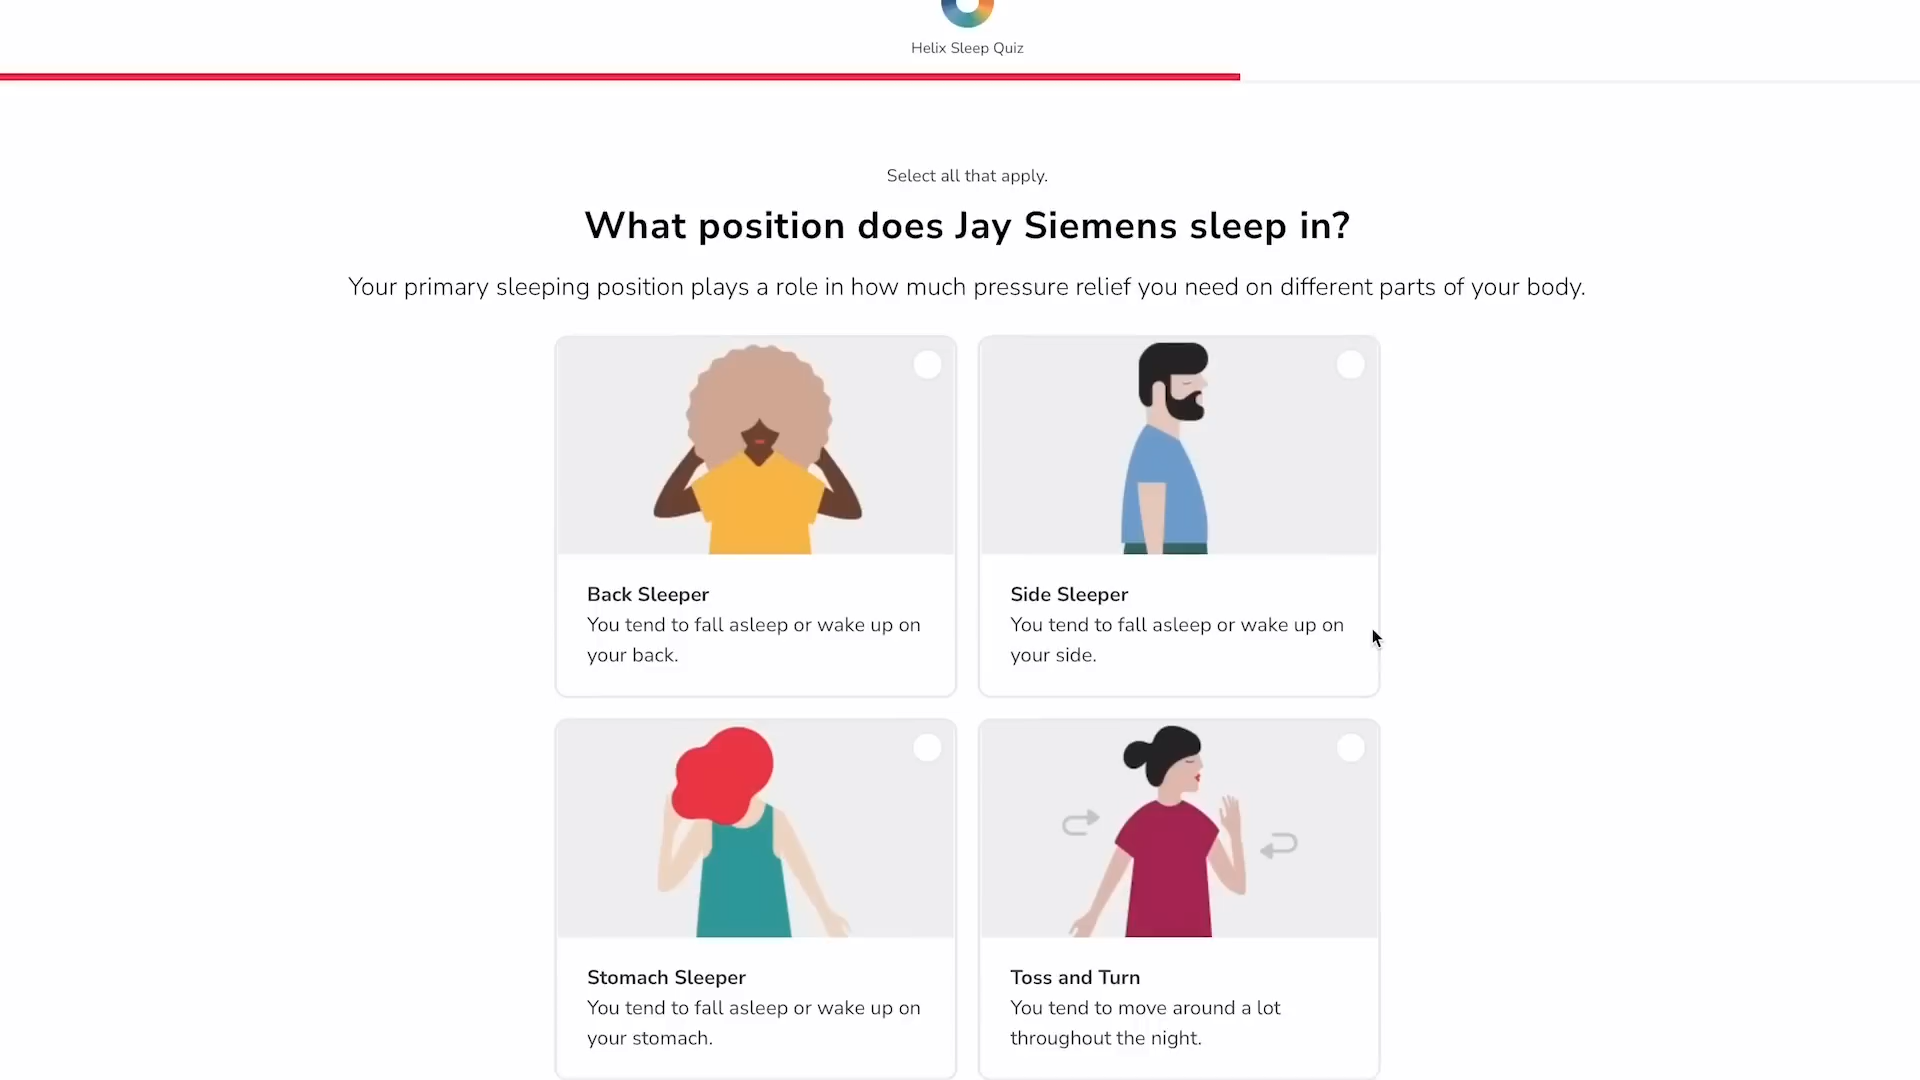 Helix Sleep Quiz
Select all that apply.
What position does Jay Siemens sleep in?
Your primary sleeping position plays a role in how much pressure relief you need on different parts of your body.
Back Sleeper
You tend to fall asleep or wake up on
your back.
Side Sleeper
You tend to fall asleep or wake up on
your side.
Stomach Sleeper
You tend to fall asleep or wake up on
your stomach.
Toss and Turn
You tend to move around a lot
throughout the night.